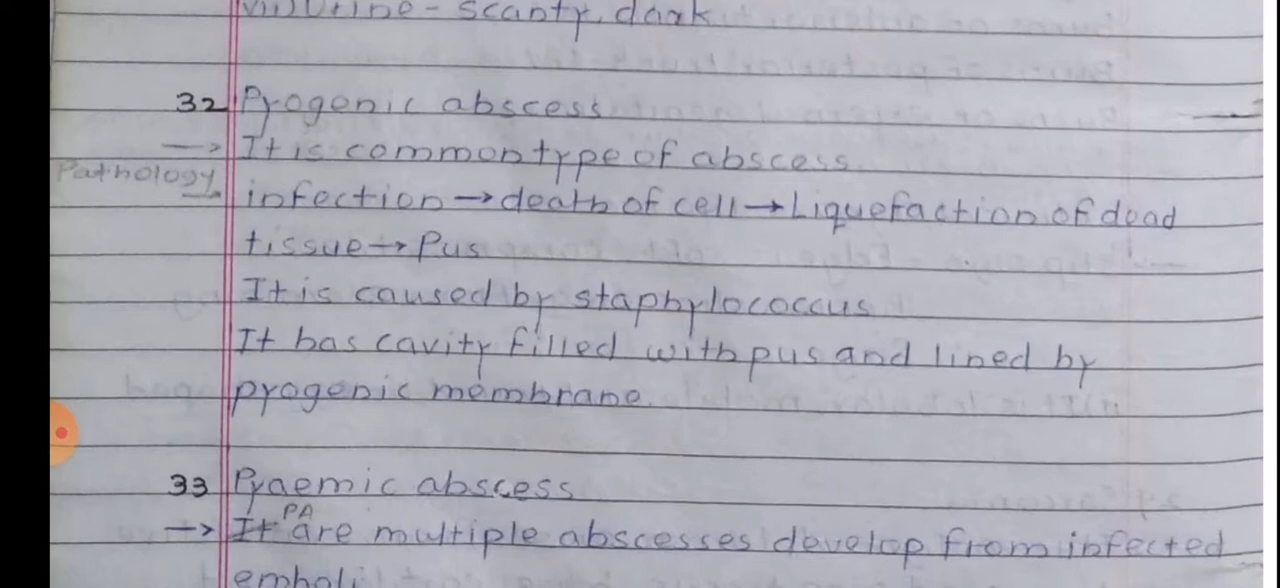 viii) Urine - scanty, dark
32 Pyogenic abscess
→ It is common type of abscess.
Pathology → infection → death of cell → Liquefaction of dead
tissue → Pus
It is caused by staphylococcus
It has cavity filled with pus and lined by
pyogenic membrane.
33 Pyaemic abscess
PA
→ It are multiple abscesses develop from infected
emboli